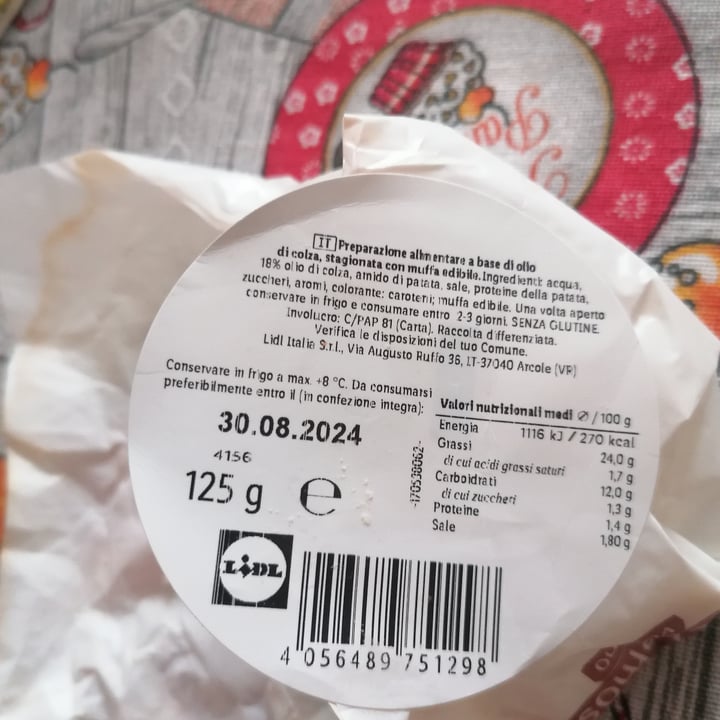 IT Preparazione alimentare a base di olio
di colza, stagionata con muffa edibile. Ingredienti: acqua,
18% olio di colza, amido di patata, sale, proteine della patata,
zuccheri, aromi, colorante: caroteni; muffa edibile. Una volta aperto
conservare in frigo e consumare entro 2-3 giorni. SENZA GLUTINE.
Involucro: C/PAP 81 (Carta). Raccolta differenziata.
Verifica le disposizioni del tuo Comune.
Lidl Italia S.r.l., Via Augusto Ruffo 36, IT-37040 Arcole (VR)
Conservare in frigo a max. +8 °C. Da consumarsi
preferibilmente entro il (in confezione integra):
30.08.2024
4156
125 g e
-170538062-
Valori nutrizionali medi Ø / 100 g
Energia 1116 kJ / 270 kcal
Grassi 24,0 g
di cui acidi grassi saturi 1,7 g
Carboidrati 12,0 g
di cui zuccheri 1,3 g
Proteine 1,4 g
Sale 1,80 g
LIDL
4 056489 751298